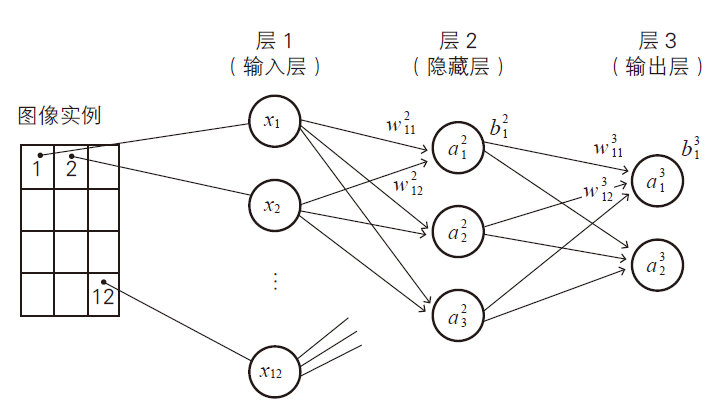 层 1
（输入层）
层 2
（隐藏层）
层 3
（输出层）
图像实例
1
2
12
x₁
x₂
⋮
x₁₂
w²₁₁
w²₁₂
a²₁
b²₁
a²₂
a²₃
w³₁₁
w³₁₂
a³₁
b³₁
a³₂